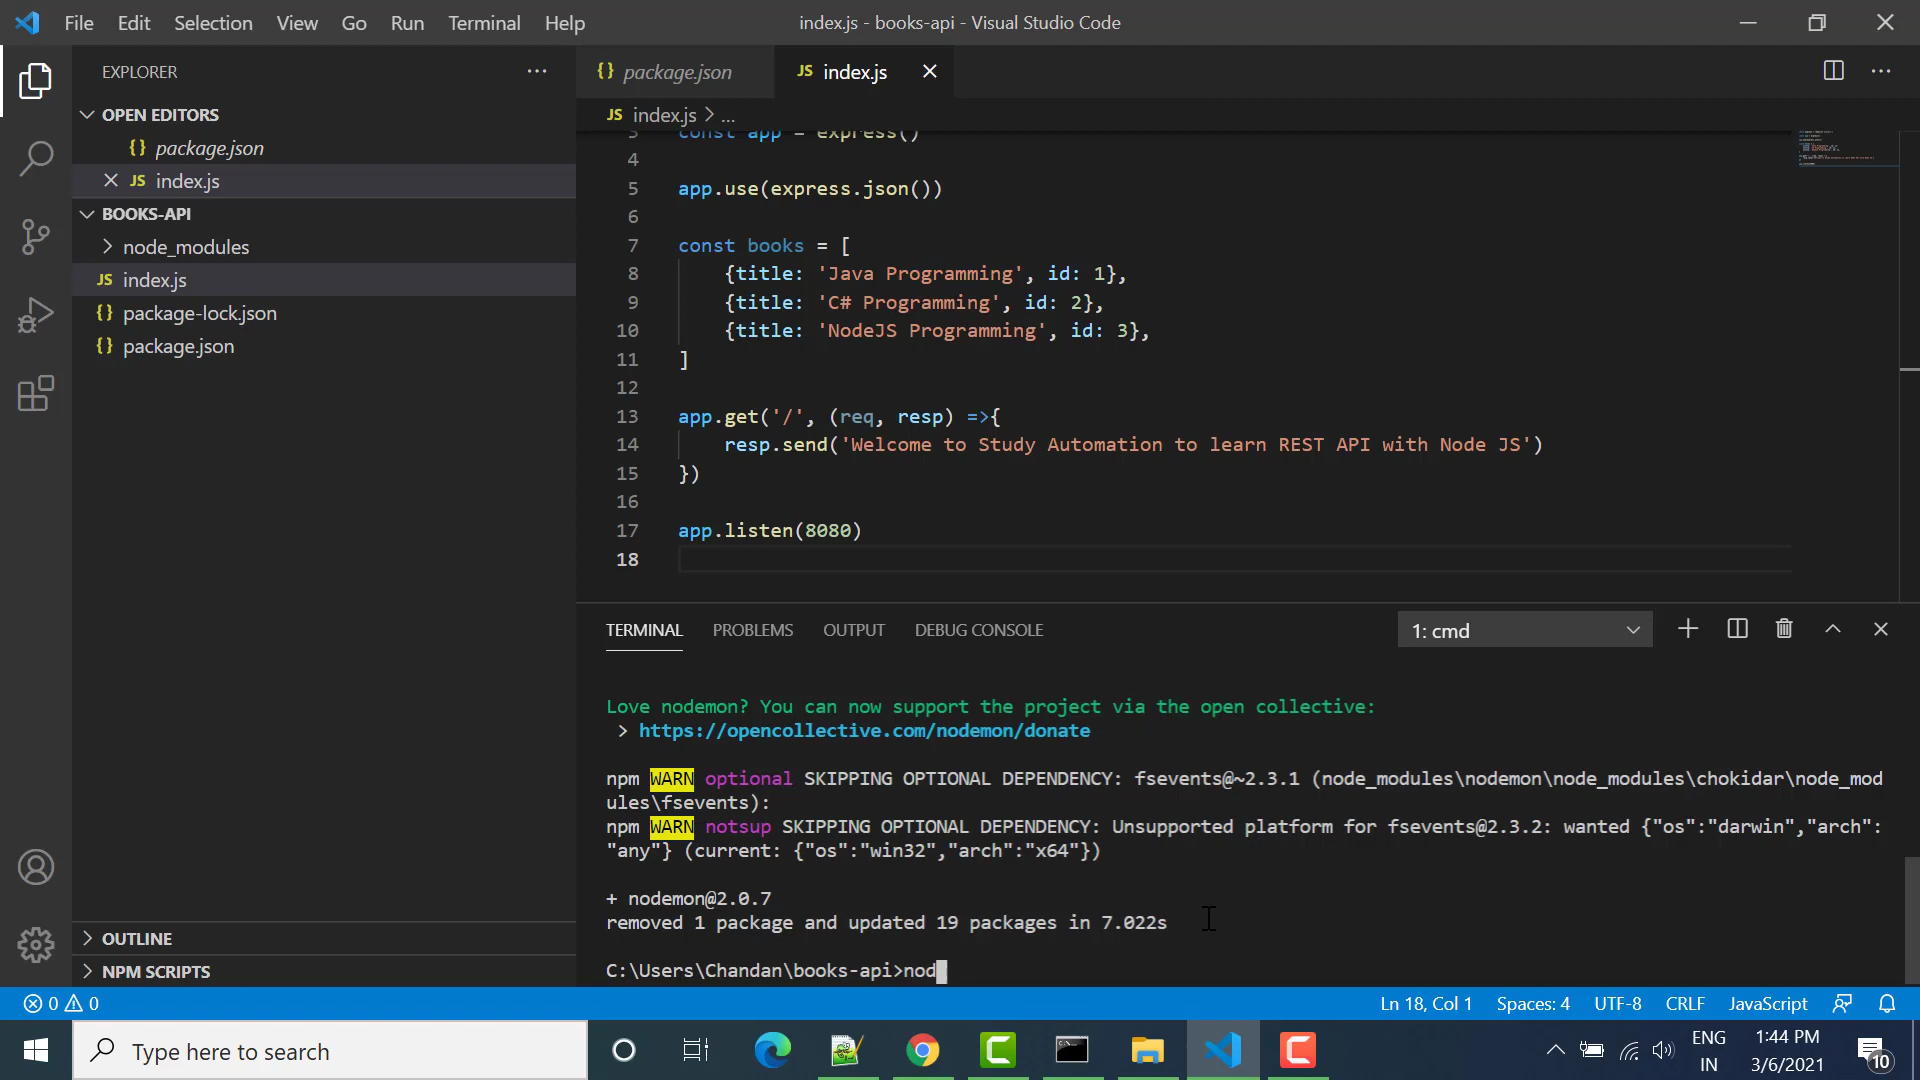 File Edit Selection View Go Run Terminal Help
index.js - books-api - Visual Studio Code
EXPLORER
OPEN EDITORS
{} package.json
JS index.js
BOOKS-API
node_modules
JS index.js
{} package-lock.json
{} package.json
OUTLINE
NPM SCRIPTS
{} package.json
JS index.js
JS index.js > ...
3 const app = express()
4
5 app.use(express.json())
6
7 const books = [
8 {title: 'Java Programming', id: 1},
9 {title: 'C# Programming', id: 2},
10 {title: 'NodeJS Programming', id: 3},
11 ]
12
13 app.get('/', (req, resp) =>{
14 resp.send('Welcome to Study Automation to learn REST API with Node JS')
15 })
16
17 app.listen(8080)
18
TERMINAL PROBLEMS OUTPUT DEBUG CONSOLE
1: cmd
Love nodemon? You can now support the project via the open collective:
> https://opencollective.com/nodemon/donate
npm WARN optional SKIPPING OPTIONAL DEPENDENCY: fsevents@~2.3.1 (node_modules\nodemon\node_modules\chokidar\node_mod
ules\fsevents):
npm WARN notsup SKIPPING OPTIONAL DEPENDENCY: Unsupported platform for fsevents@2.3.2: wanted {"os":"darwin","arch":
"any"} (current: {"os":"win32","arch":"x64"})
+ nodemon@2.0.7
removed 1 package and updated 19 packages in 7.022s
C:\Users\Chandan\books-api>nod
0 0
Ln 18, Col 1 Spaces: 4 UTF-8 CRLF JavaScript
Type here to search
ENG
IN
1:44 PM
3/6/2021
10